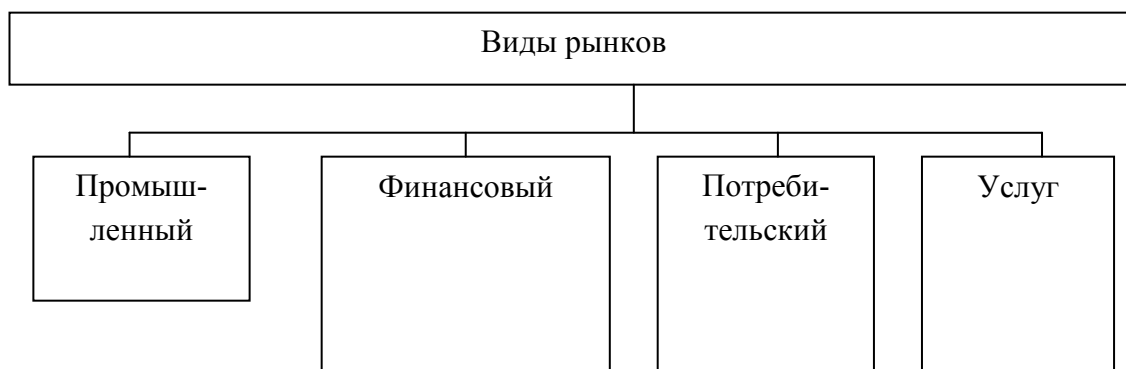 Виды рынков
Промыш-
ленный
Финансовый
Потреби-
тельский
Услуг